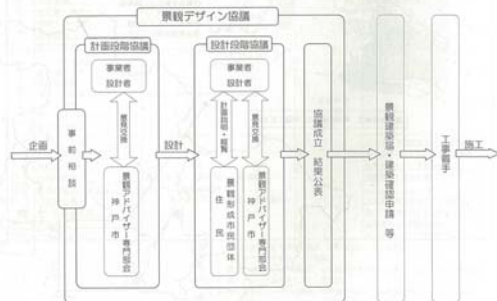 景観デザイン協議
計画段階協議
設計段階協議
事業者
設計者
事業者
設計者
企画
事前相談
意見交換
景観アドバイザー専門部会
神戸市
設計
計画説明・縦覧
意見交換
景観形成市民団体
住民
景観アドバイザー専門部会
神戸市
協議成立 結果公表
景観建築届・建築確認申請 等
工事着手
施工